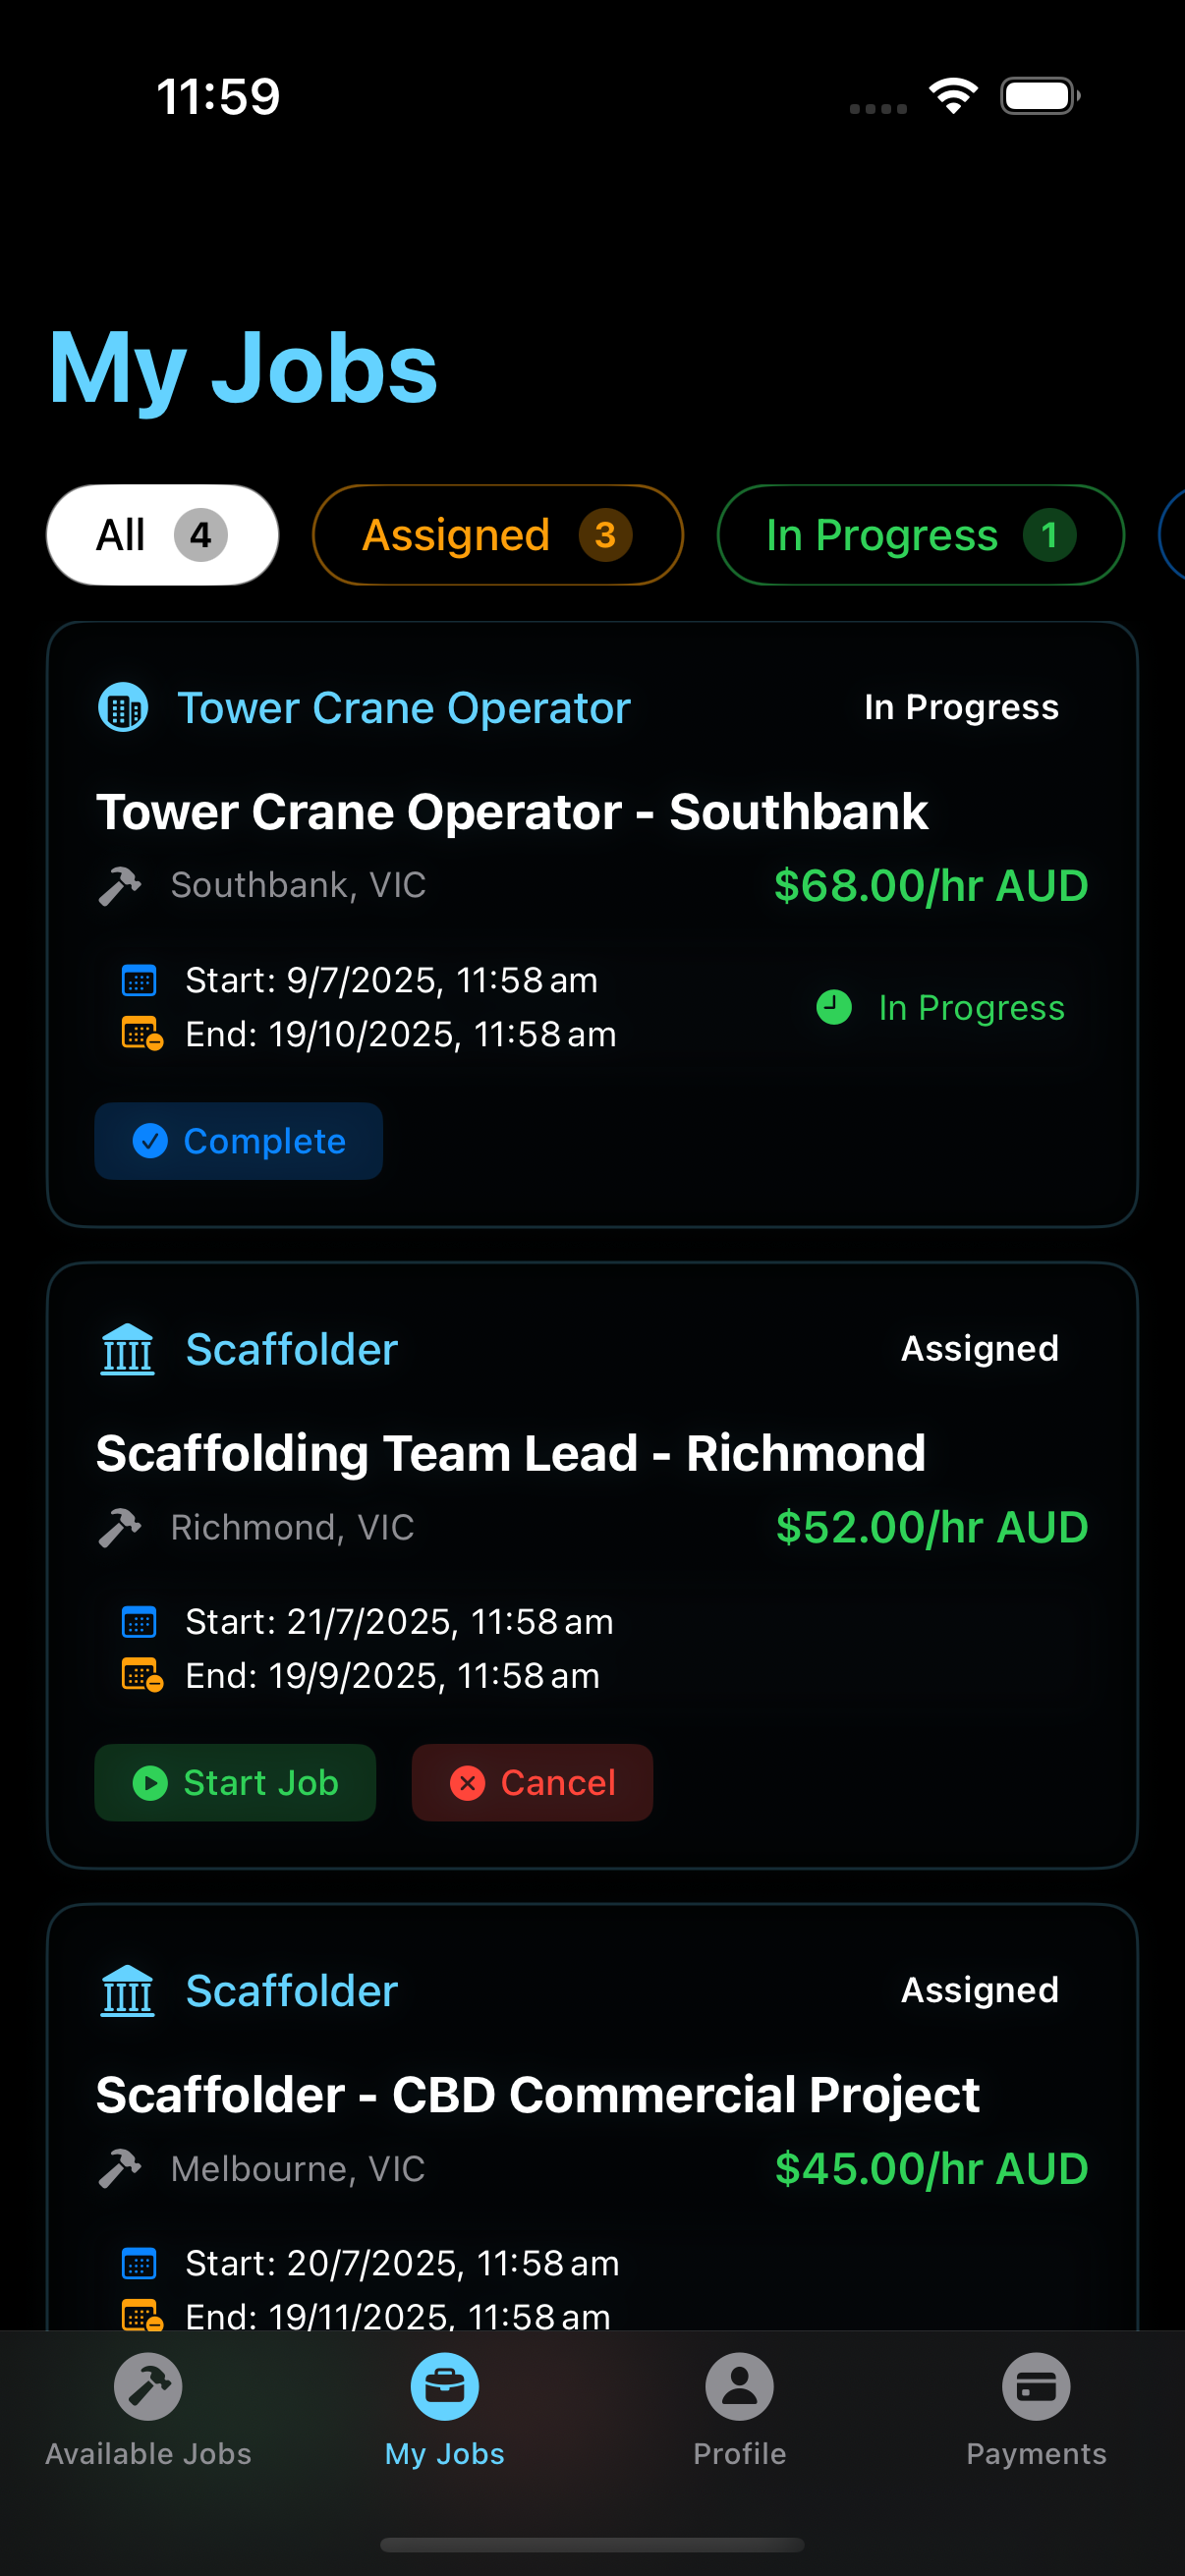 11:59
My Jobs
All 4 Assigned 3 In Progress 1
Tower Crane Operator In Progress
Tower Crane Operator - Southbank
Southbank, VIC $68.00/hr AUD
Start: 9/7/2025, 11:58 am
In Progress
End: 19/10/2025, 11:58 am
Complete
Scaffolder Assigned
Scaffolding Team Lead - Richmond
Richmond, VIC $52.00/hr AUD
Start: 21/7/2025, 11:58 am
End: 19/9/2025, 11:58 am
Start Job Cancel
Scaffolder Assigned
Scaffolder - CBD Commercial Project
Melbourne, VIC $45.00/hr AUD
Start: 20/7/2025, 11:58 am
End: 19/11/2025, 11:58 am
Available Jobs My Jobs Profile Payments